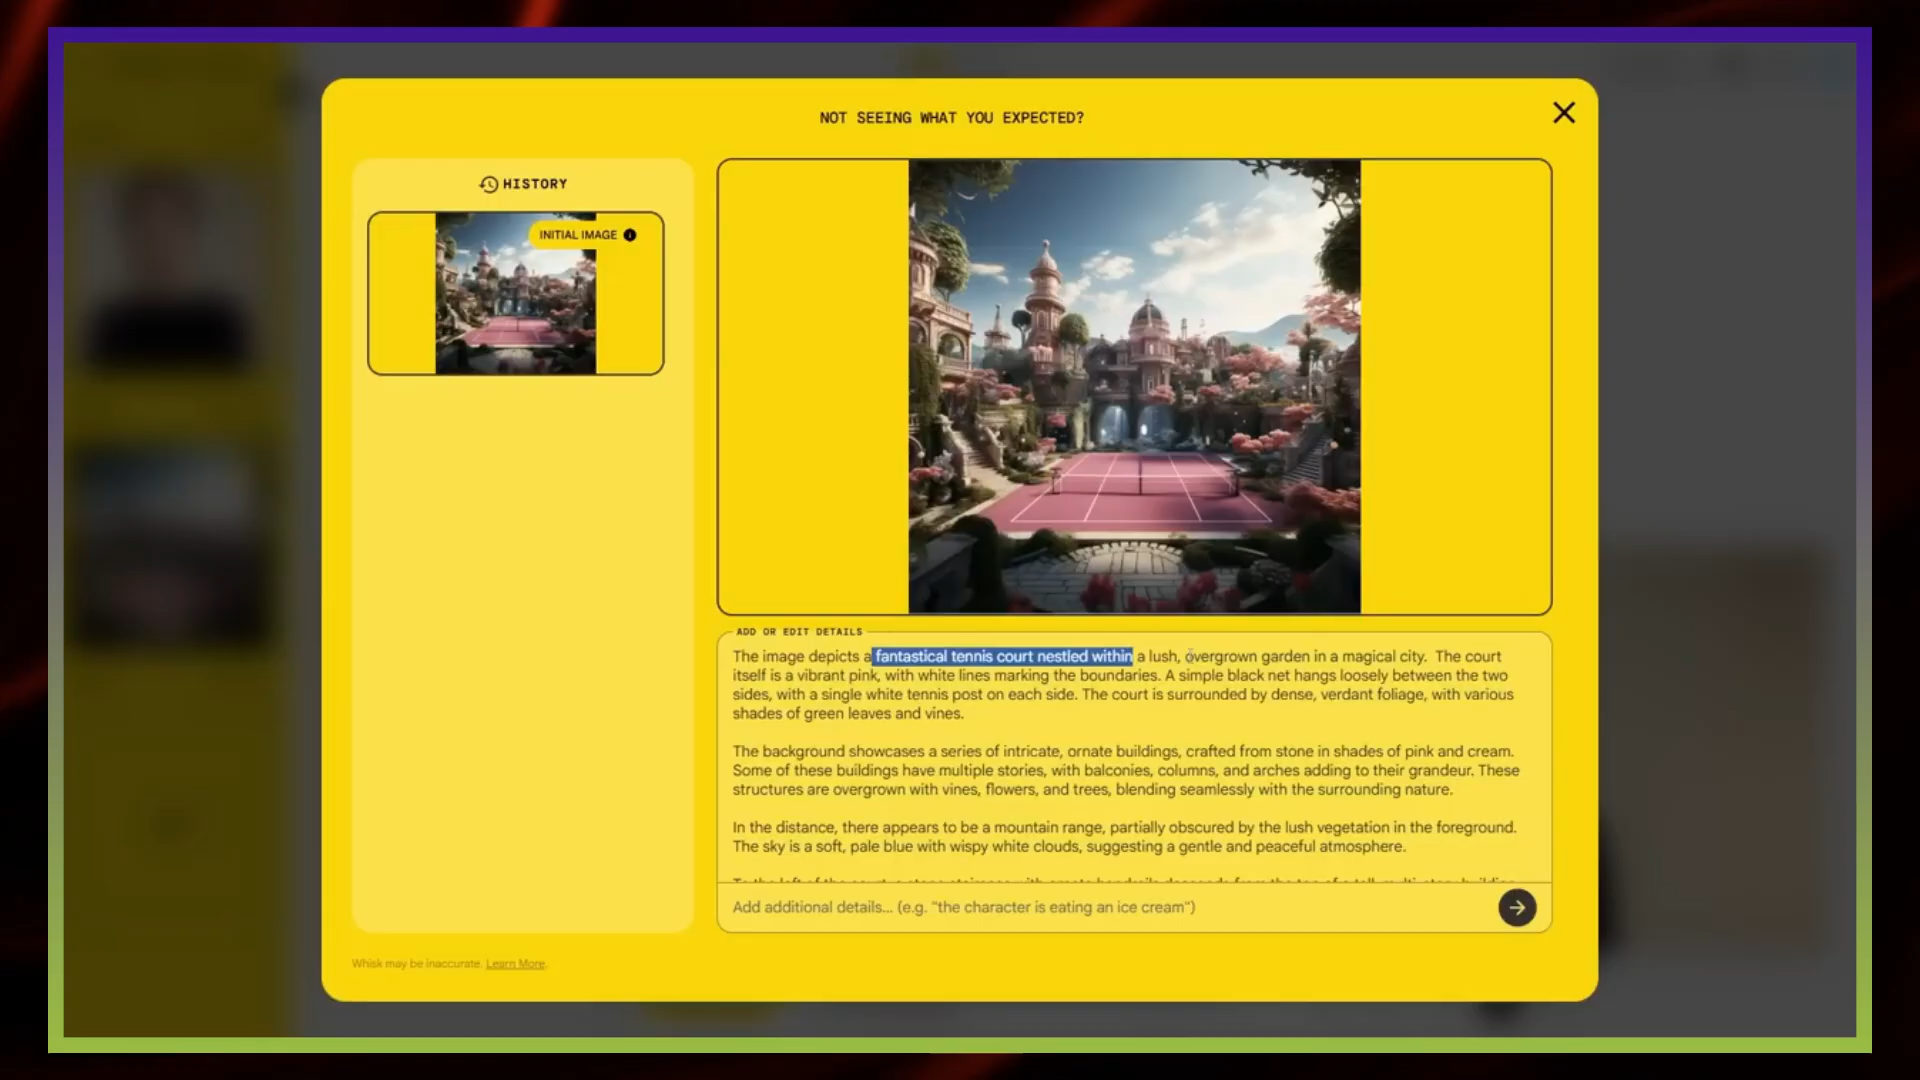 NOT SEEING WHAT YOU EXPECTED?
HISTORY
INITIAL IMAGE
ADD OR EDIT DETAILS
The image depicts a fantastical tennis court nestled within a lush, overgrown garden in a magical city.  The court
itself is a vibrant pink, with white lines marking the boundaries. A simple black net hangs loosely between the two
sides, with a single white tennis post on each side. The court is surrounded by dense, verdant foliage, with various
shades of green leaves and vines.
The background showcases a series of intricate, ornate buildings, crafted from stone in shades of pink and cream.
Some of these buildings have multiple stories, with balconies, columns, and arches adding to their grandeur. These
structures are overgrown with vines, flowers, and trees, blending seamlessly with the surrounding nature.
In the distance, there appears to be a mountain range, partially obscured by the lush vegetation in the foreground.
The sky is a soft, pale blue with wispy white clouds, suggesting a gentle and peaceful atmosphere.
Add additional details... (e.g. "the character is eating an ice cream")
Whisk may be inaccurate. Learn More.